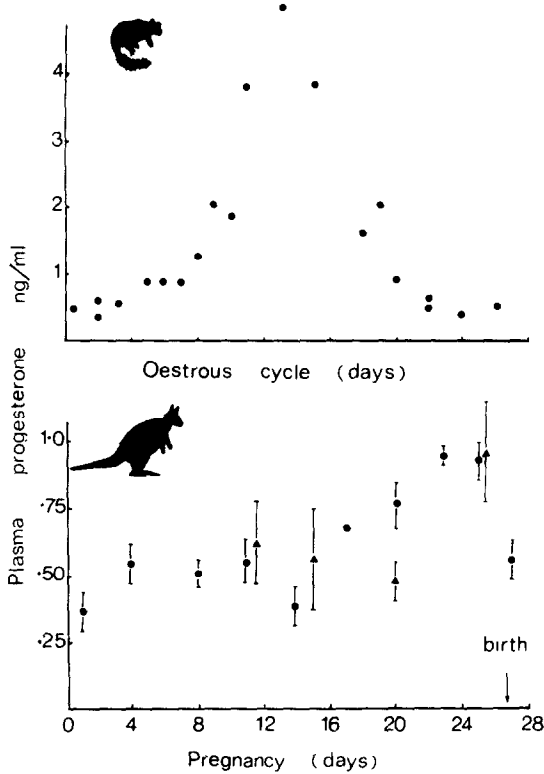 4
3
2
1
Plasma progesterone ng/ml
Oestrous cycle (days)
1·0
·75
·50
·25
birth
0 4 8 12 16 20 24 28
Pregnancy (days)